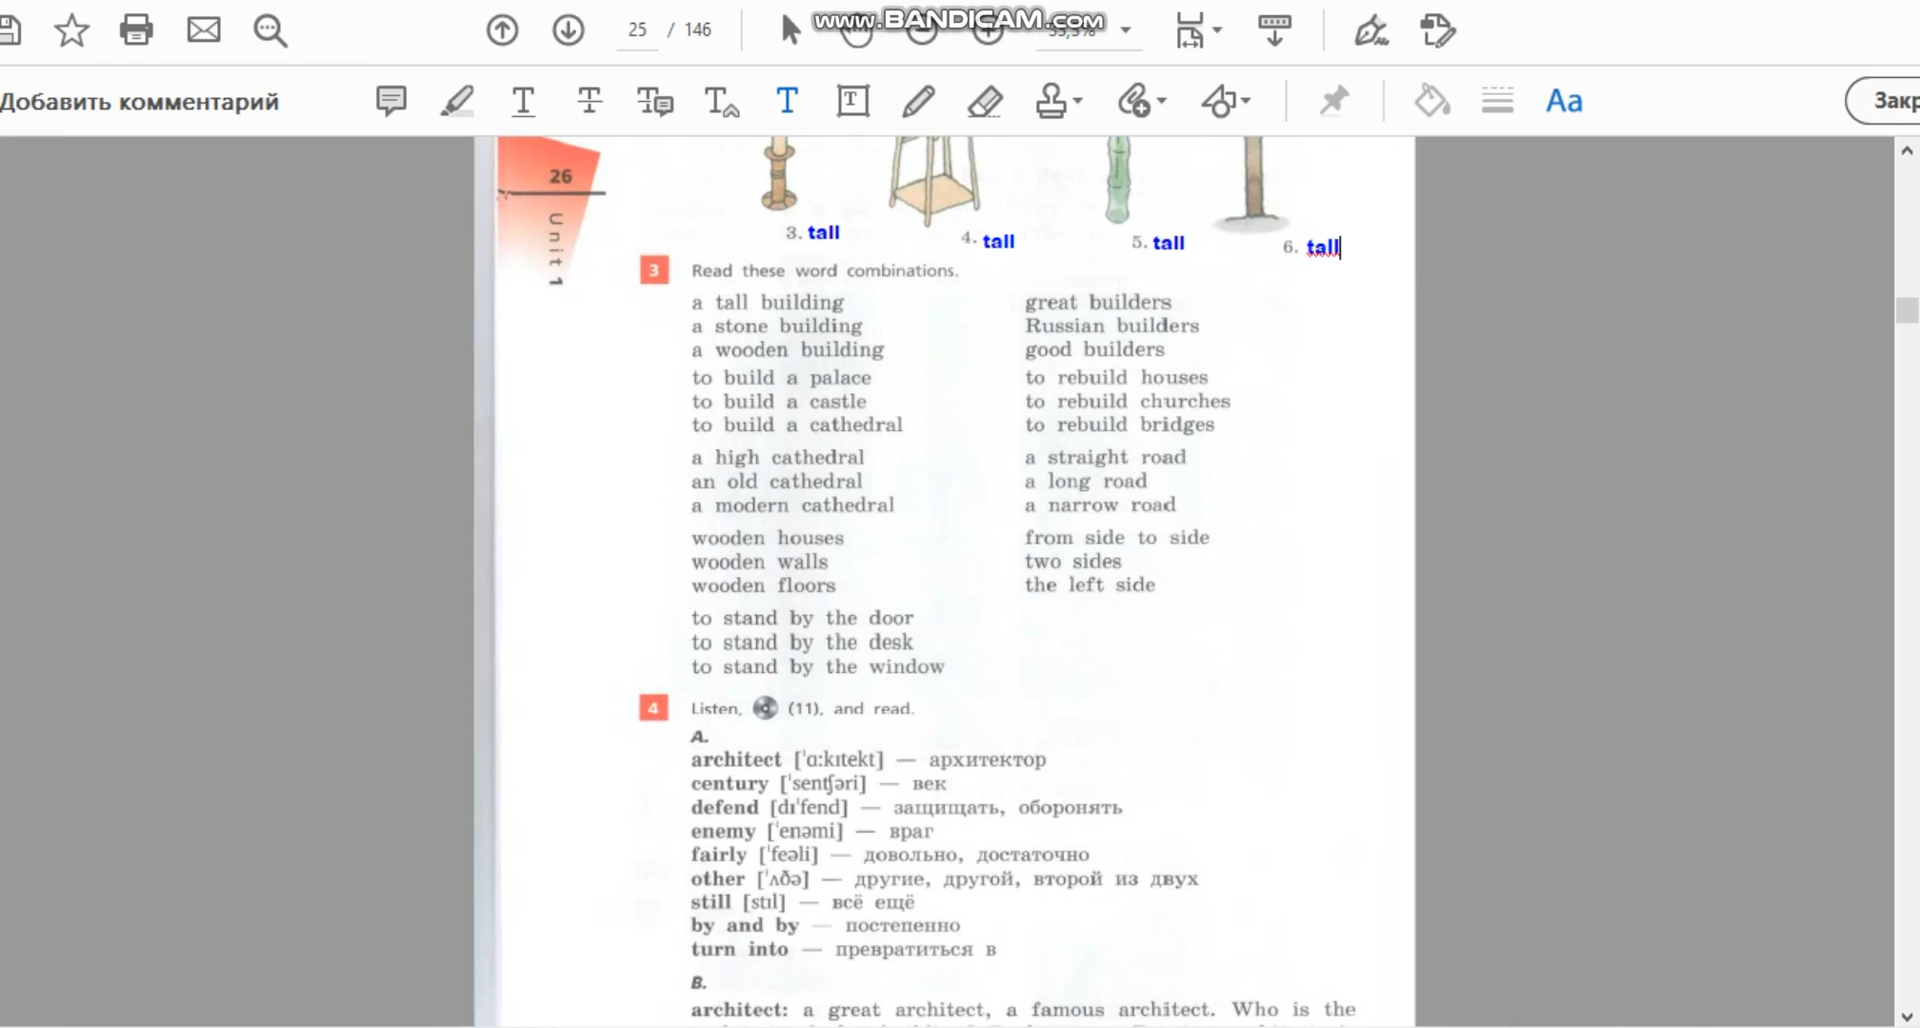 25 / 146
www.BANDICAM.com
Добавить комментарий
Aa
26
Unit 1
3. tall
4. tall
5. tall
6. tall
3 Read these word combinations.
a tall building
a stone building
a wooden building
to build a palace
to build a castle
to build a cathedral
a high cathedral
an old cathedral
a modern cathedral
wooden houses
wooden walls
wooden floors
to stand by the door
to stand by the desk
to stand by the window
great builders
Russian builders
good builders
to rebuild houses
to rebuild churches
to rebuild bridges
a straight road
a long road
a narrow road
from side to side
two sides
the left side
4 Listen, (11), and read.
A.
architect [ˈɑ:kɪtekt] — архитектор
century [ˈsentʃəri] — век
defend [dɪˈfend] — защищать, оборонять
enemy [ˈenəmi] — враг
fairly [ˈfeəli] — довольно, достаточно
other [ˈʌðə] — другие, другой, второй из двух
still [stɪl] — всё ещё
by and by — постепенно
turn into — превратиться в
B.
architect: a great architect, a famous architect. Who is the